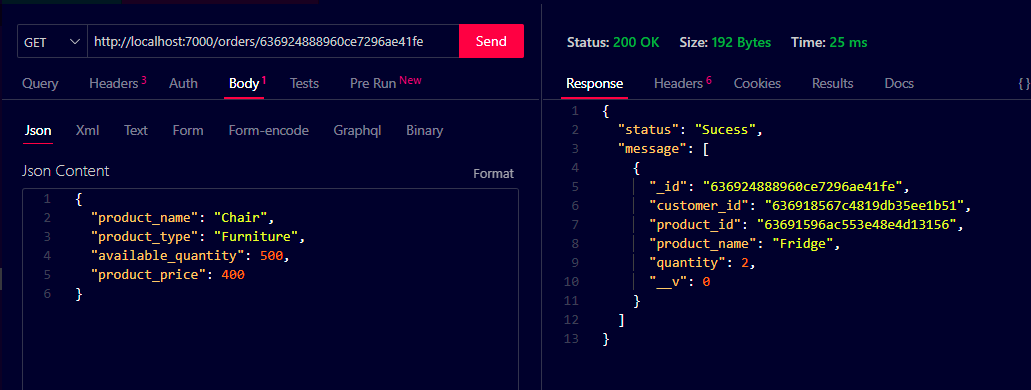 GET http://localhost:7000/orders/636924888960ce7296ae41fe Send
Query Headers 3 Auth Body 1 Tests Pre Run New
Json Xml Text Form Form-encode Graphql Binary
Json Content Format
1 {
2 "product_name": "Chair",
3 "product_type": "Furniture",
4 "available_quantity": 500,
5 "product_price": 400
6 }
Status: 200 OK Size: 192 Bytes Time: 25 ms
Response Headers 6 Cookies Results Docs {}
1 {
2 "status": "Sucess",
3 "message": [
4 {
5 "_id": "636924888960ce7296ae41fe",
6 "customer_id": "636918567c4819db35ee1b51",
7 "product_id": "63691596ac553e48e4d13156",
8 "product_name": "Fridge",
9 "quantity": 2,
10 "__v": 0
11 }
12 ]
13 }